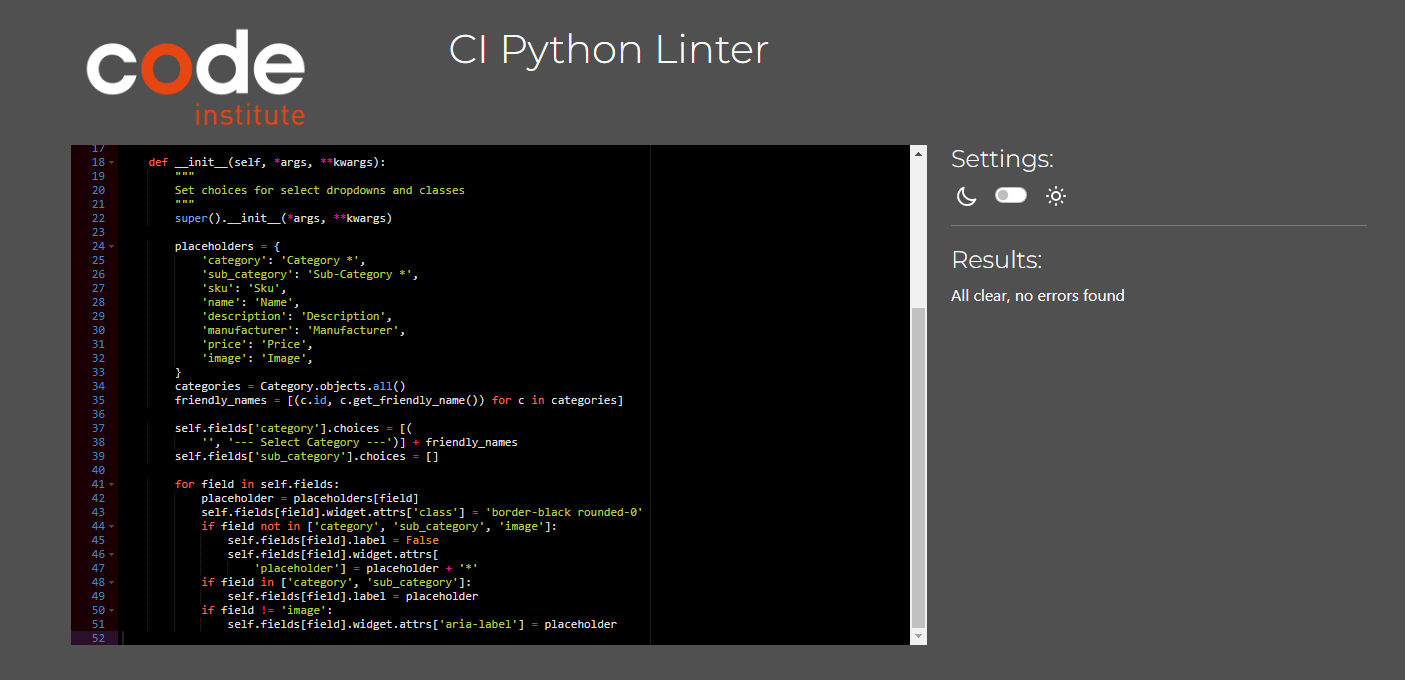 code
institute
CI Python Linter
17
18 def __init__(self, *args, **kwargs):
19 """
20 Set choices for select dropdowns and classes
21 """
22 super().__init__(*args, **kwargs)
23
24 placeholders = {
25 'category': 'Category *',
26 'sub_category': 'Sub-Category *',
27 'sku': 'Sku',
28 'name': 'Name',
29 'description': 'Description',
30 'manufacturer': 'Manufacturer',
31 'price': 'Price',
32 'image': 'Image',
33 }
34 categories = Category.objects.all()
35 friendly_names = [(c.id, c.get_friendly_name()) for c in categories]
36
37 self.fields['category'].choices = [(
38 '', '--- Select Category ---')] + friendly_names
39 self.fields['sub_category'].choices = []
40
41 for field in self.fields:
42 placeholder = placeholders[field]
43 self.fields[field].widget.attrs['class'] = 'border-black rounded-0'
44 if field not in ['category', 'sub_category', 'image']:
45 self.fields[field].label = False
46 self.fields[field].widget.attrs[
47 'placeholder'] = placeholder + '*'
48 if field in ['category', 'sub_category']:
49 self.fields[field].label = placeholder
50 if field != 'image':
51 self.fields[field].widget.attrs['aria-label'] = placeholder
52
Settings:
Results:
All clear, no errors found